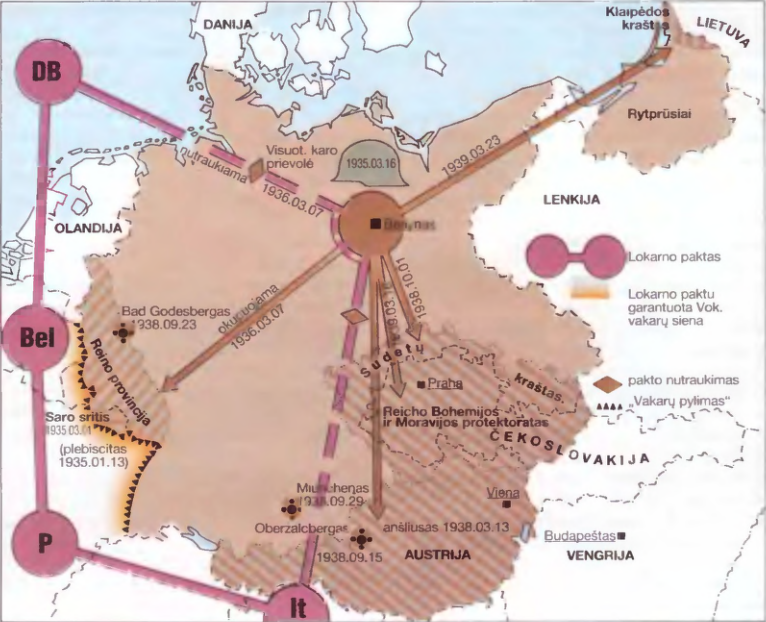 DANIJA
Klaipėdos
kraštas
LIETUVA
DB
Rytprūsiai
nutraukiama
1936.03.07
Visuot. karo
prievolė
1935.03.16
1939.03.23
LENKIJA
OLANDIJA
Berlynas
Lokarno paktas
Lokarno paktu
garantuota Vok.
vakarų siena
pakto nutraukimas
„Vakarų pylimas“
okupuojama
1936.03.07
1938.10.01
Bad Godesbergas
1938.09.23
Bel
Reino provincija
Sudetų
kraštas
Praha
Reicho Bohemijos
ir Moravijos protektoratas
ČEKOSLOVAKIJA
Saro sritis
(plebiscitas
1935.01.13)
Miunchenas
1938.09.29
Viena
Oberzalcbergas
1938.09.15
anšliusas 1938.03.13
AUSTRIJA
Budapeštas
VENGRIJA
P
It